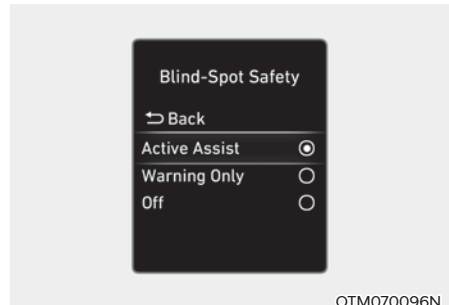 Blind-Spot Safety
Back
Active Assist
Warning Only
Off
OTM070096N